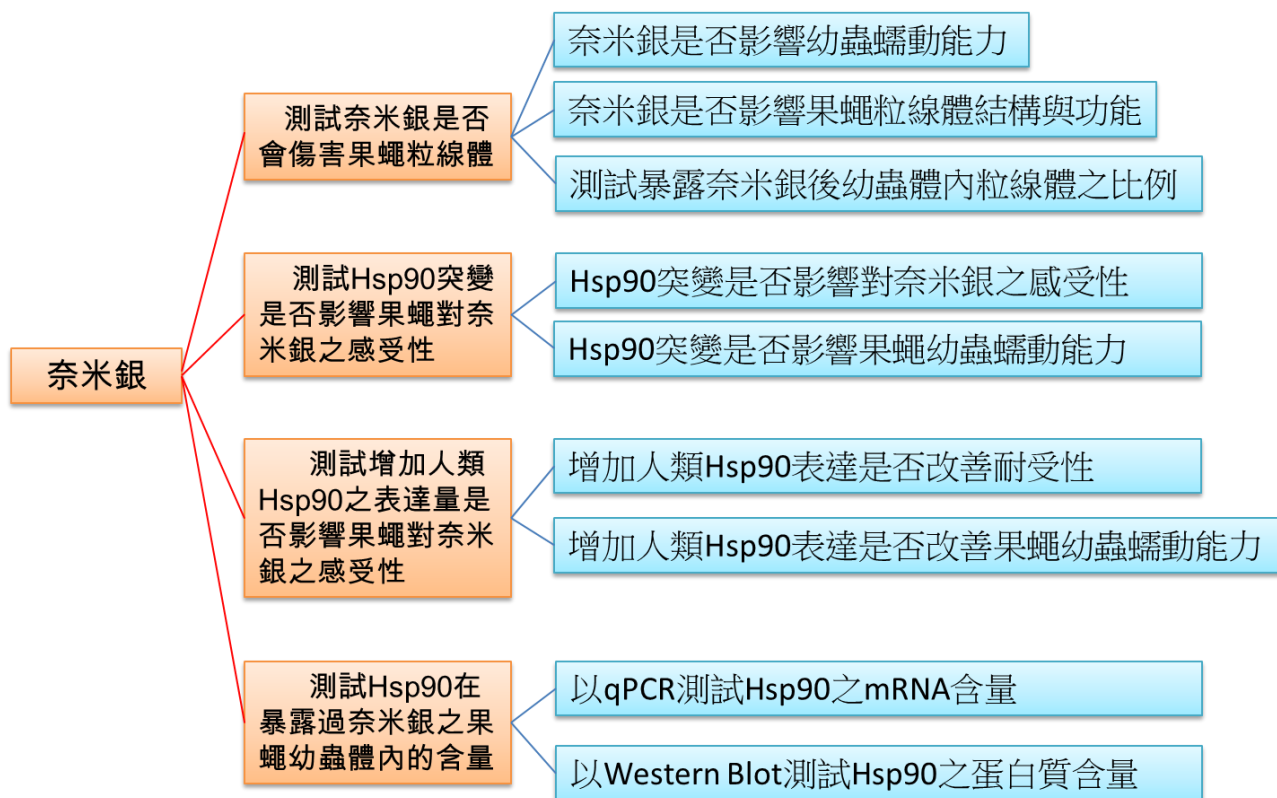 奈米銀
測試奈米銀是否
會傷害果蠅粒線體
奈米銀是否影響幼蟲蠕動能力
奈米銀是否影響果蠅粒線體結構與功能
測試暴露奈米銀後幼蟲體內粒線體之比例
測試Hsp90突變
是否影響果蠅對奈
米銀之感受性
Hsp90突變是否影響對奈米銀之感受性
Hsp90突變是否影響果蠅幼蟲蠕動能力
測試增加人類
Hsp90之表達量是
否影響果蠅對奈米
銀之感受性
增加人類Hsp90表達是否改善耐受性
增加人類Hsp90表達是否改善果蠅幼蟲蠕動能力
測試Hsp90在
暴露過奈米銀之果
蠅幼蟲體內的含量
以qPCR測試Hsp90之mRNA含量
以Western Blot測試Hsp90之蛋白質含量